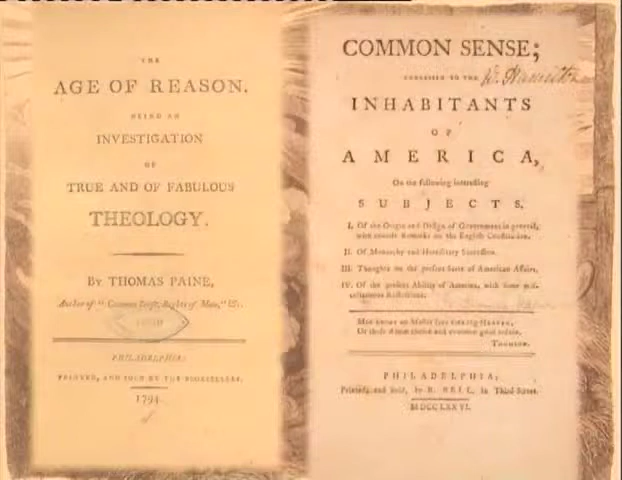 THE
AGE OF REASON.
BEING AN
INVESTIGATION
OF
TRUE AND OF FABULOUS
THEOLOGY.
BY THOMAS PAINE,
Author of "Common Sense, Rights of Man," &c.
PHILADELPHIA:
PRINTED, AND SOLD BY THE BOOKSELLERS.
1794
COMMON SENSE;
ADDRESSED TO THE W. Hamilton
INHABITANTS
OF
AMERICA,
On the following interesting
SUBJECTS.
I. Of the Origin and Design of Government in general, 
with concise Remarks on the English Constitution.
II. Of Monarchy and Hereditary Succession.
III. Thoughts on the present State of American Affairs.
IV. Of the present Ability of America, with some mis-
cellaneous Reflections.
Man knows no Master save creating HEAVEN,
Or those whom choice and common good ordain.
THOMSON.
PHILADELPHIA;
Printed, and Sold, by R. BELL, in Third-Street.
MDCCLXXVI.